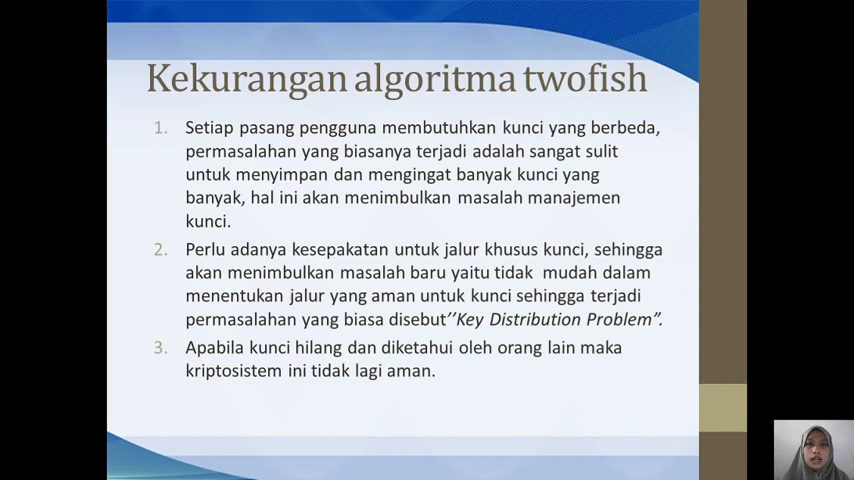 Kekurangan algoritma twofish
1. Setiap pasang pengguna membutuhkan kunci yang berbeda,
permasalahan yang biasanya terjadi adalah sangat sulit
untuk menyimpan dan mengingat banyak kunci yang
banyak, hal ini akan menimbulkan masalah manajemen
kunci.
2. Perlu adanya kesepakatan untuk jalur khusus kunci, sehingga
akan menimbulkan masalah baru yaitu tidak mudah dalam
menentukan jalur yang aman untuk kunci sehingga terjadi
permasalahan yang biasa disebut’’Key Distribution Problem”.
3. Apabila kunci hilang dan diketahui oleh orang lain maka
kriptosistem ini tidak lagi aman.